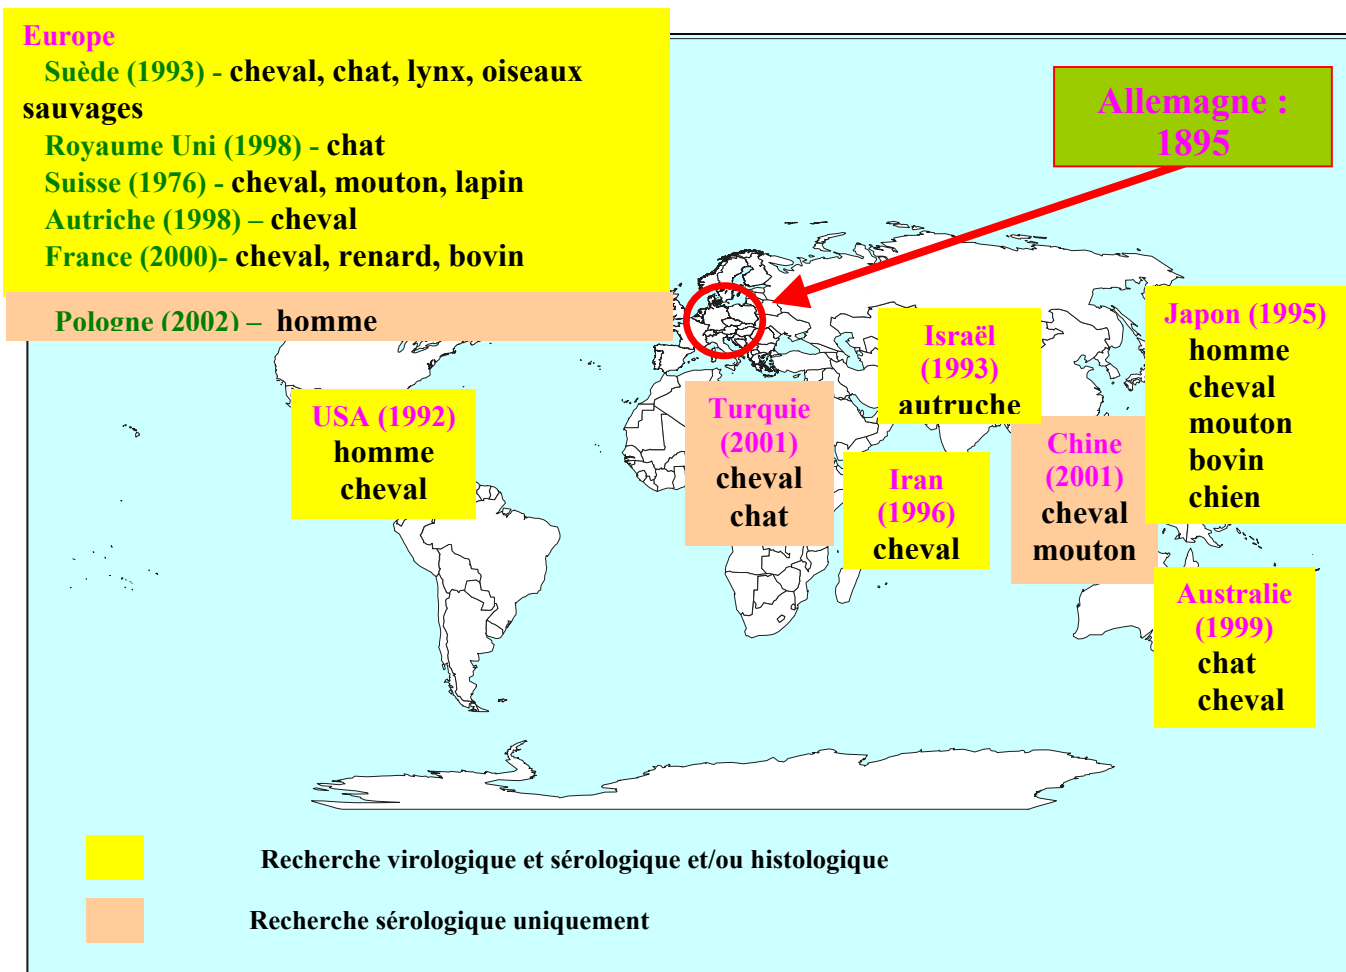 Europe
Suède (1993) - cheval, chat, lynx, oiseaux
sauvages
Royaume Uni (1998) - chat
Suisse (1976) - cheval, mouton, lapin
Autriche (1998) – cheval
France (2000)- cheval, renard, bovin
Pologne (2002) – homme
Allemagne :
1895
USA (1992)
homme
cheval
Turquie
(2001)
cheval
chat
Israël
(1993)
autruche
Iran
(1996)
cheval
Chine
(2001)
cheval
mouton
Japon (1995)
homme
cheval
mouton
bovin
chien
Australie
(1999)
chat
cheval
Recherche virologique et sérologique et/ou histologique
Recherche sérologique uniquement